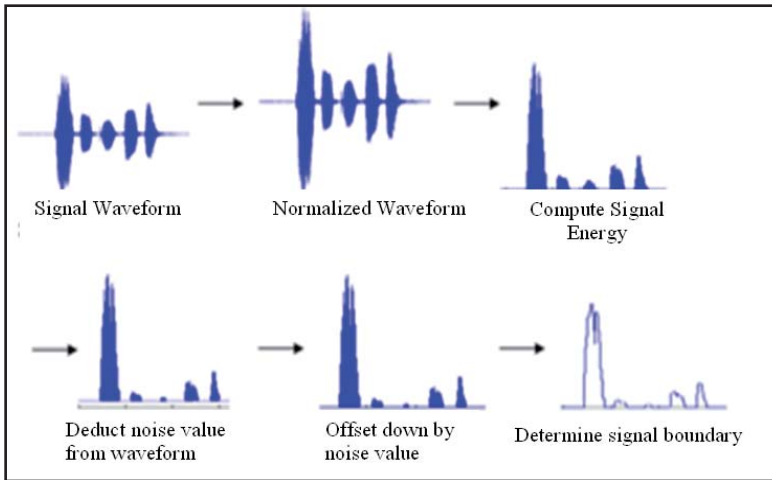 Signal Waveform
Normalized Waveform
Compute Signal
Energy
Deduct noise value
from waveform
Offset down by
noise value
Determine signal boundary